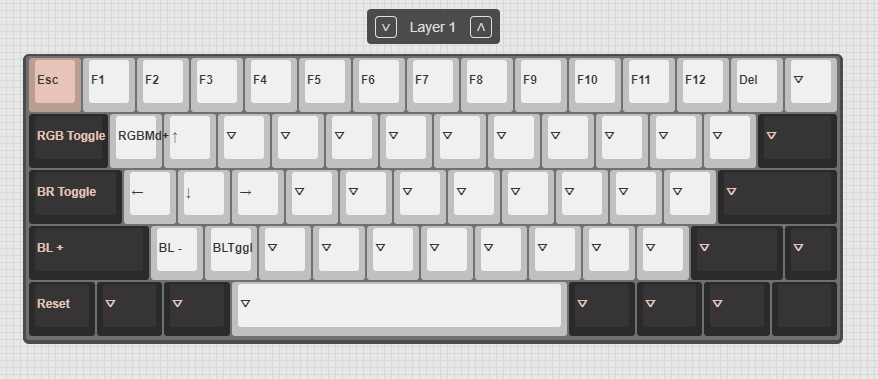 Layer 1
Esc F1 F2 F3 F4 F5 F6 F7 F8 F9 F10 F11 F12 Del ▽
RGB Toggle RGBMd+ ↑ ▽ ▽ ▽ ▽ ▽ ▽ ▽ ▽ ▽ ▽ ▽
BR Toggle ← ↓ → ▽ ▽ ▽ ▽ ▽ ▽ ▽ ▽ ▽
BL + BL - BLTggl ▽ ▽ ▽ ▽ ▽ ▽ ▽ ▽ ▽ ▽
Reset ▽ ▽ ▽ ▽ ▽ ▽